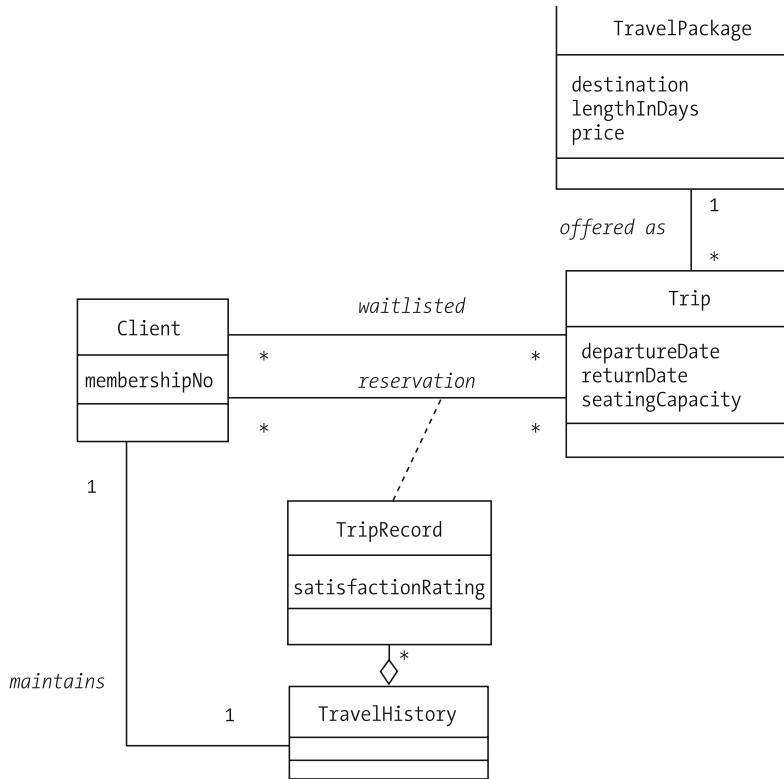 TravelPackage
destination
lengthInDays
price
1
offered as
*
Trip
departureDate
returnDate
seatingCapacity
waitlisted
Client
membershipNo
*
*
reservation
*
*
1
TripRecord
satisfactionRating
*
maintains
1
TravelHistory